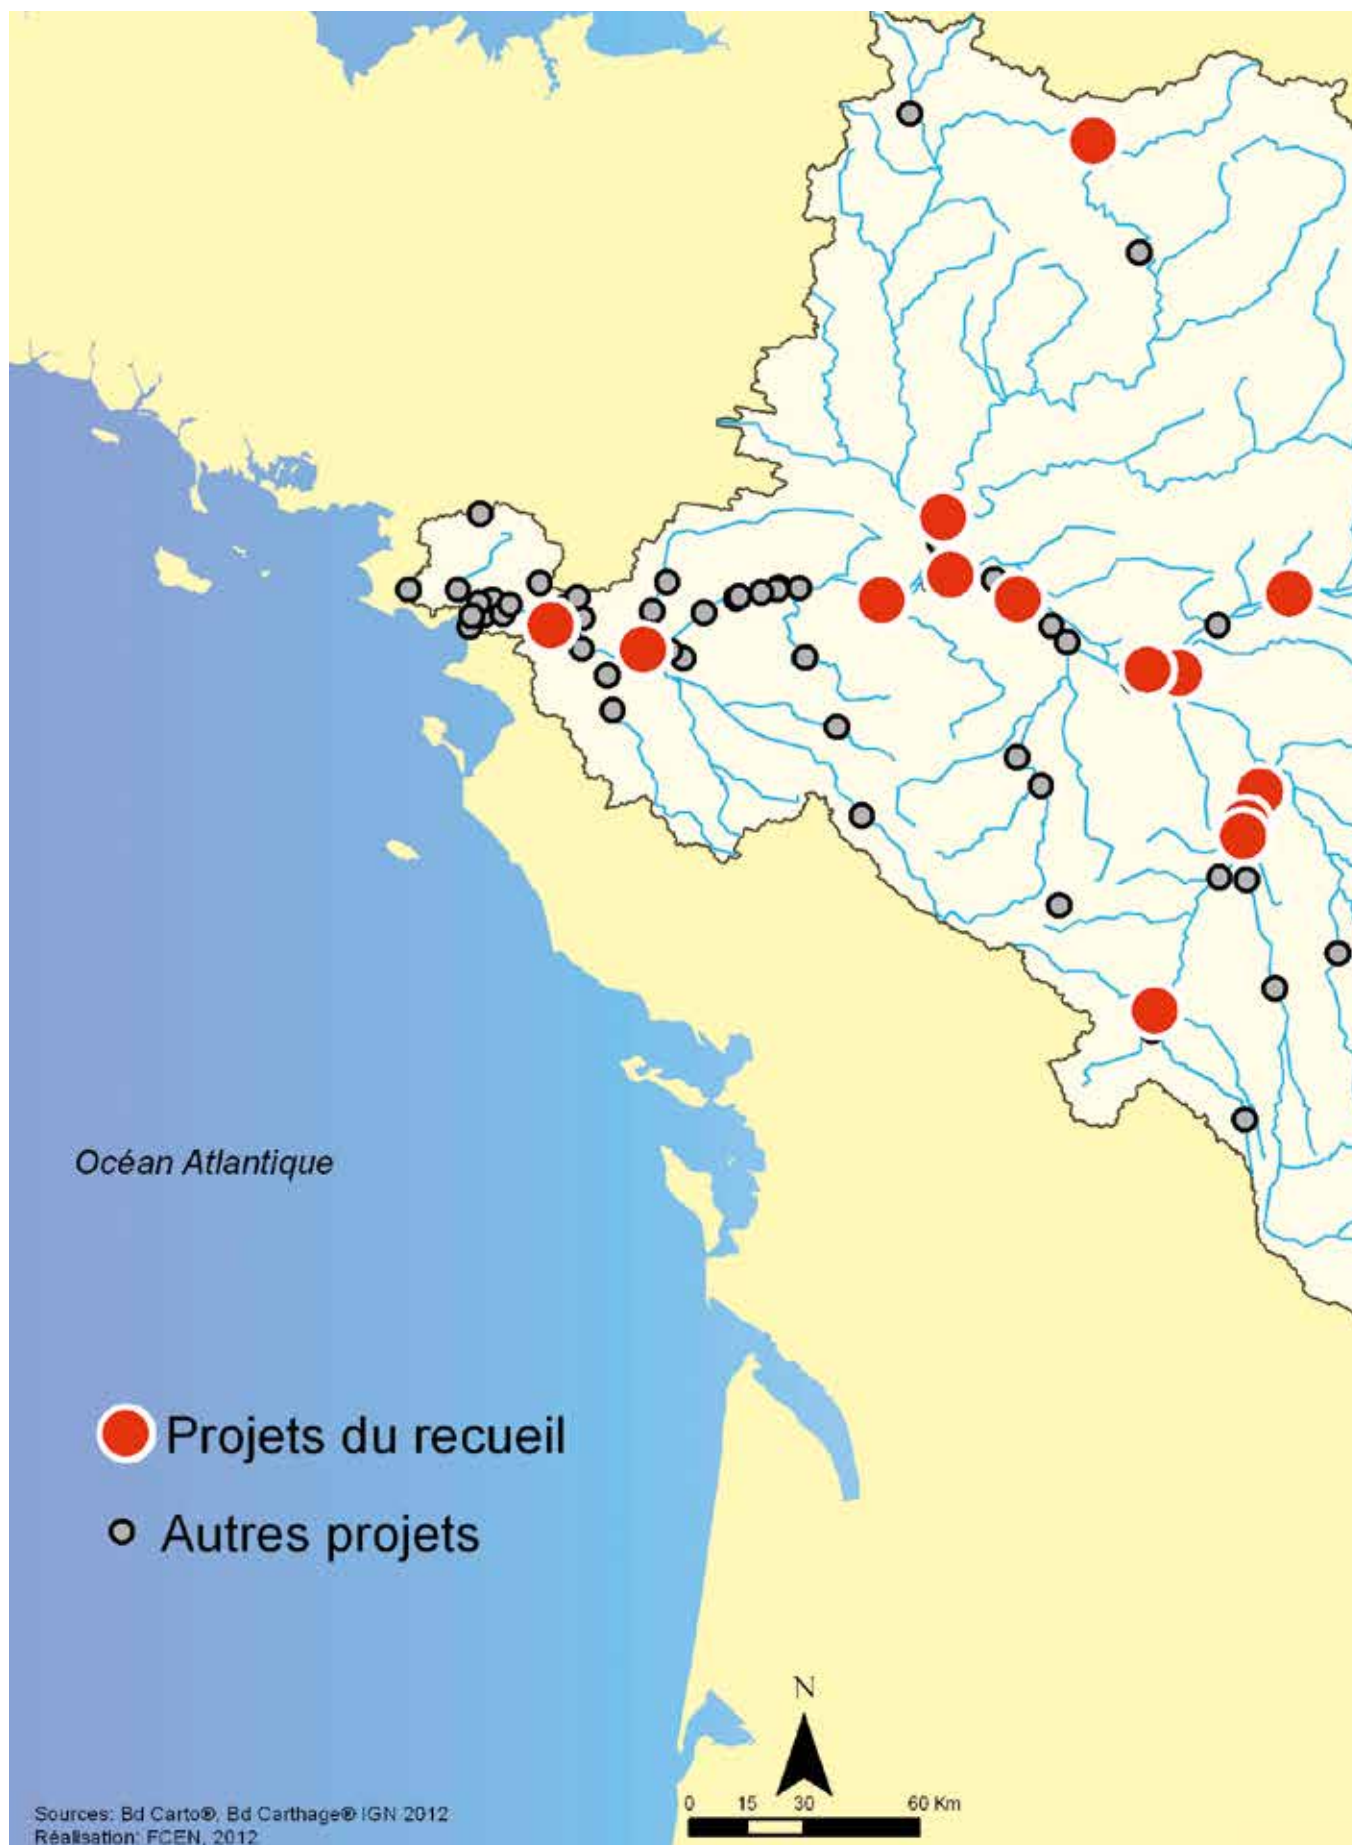 Océan Atlantique
Projets du recueil
Autres projets
N
0 15 30 60 Km
Sources: Bd Carto®, Bd Carthage® IGN 2012
Réalisation: FCEN, 2012